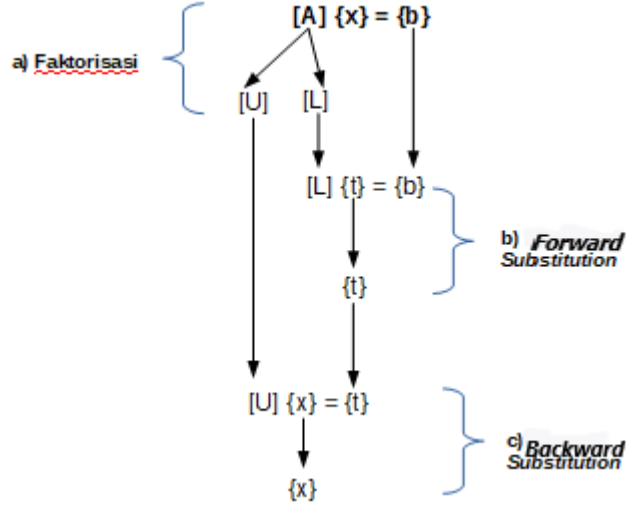 [A] {x} = {b}
a) Faktorisasi
[U] [L]
[L] {t} = {b}
b) Forward
Substitution
{t}
[U] {x} = {t}
c) Backward
Substitution
{x}